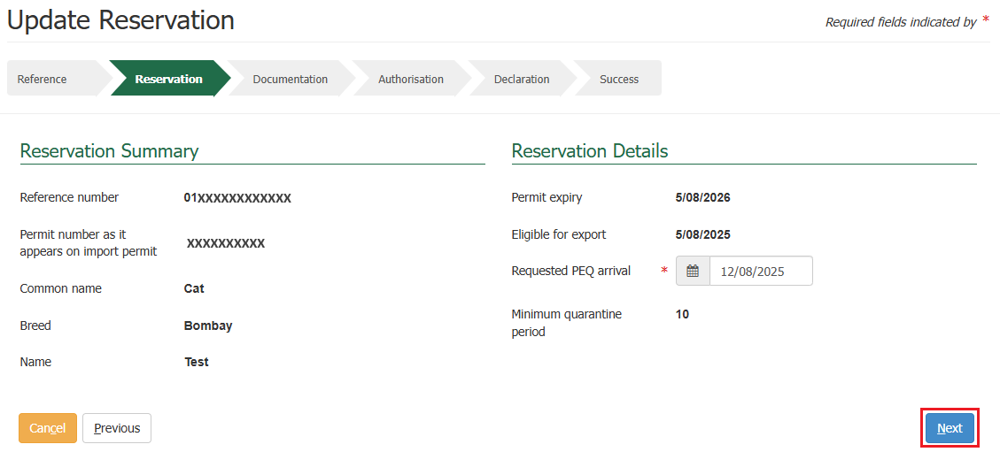 Update Reservation
Required fields indicated by *
Reference
Reservation
Documentation
Authorisation
Declaration
Success
Reservation Summary
Reference number 01XXXXXXXXXXXX
Permit number as it
appears on import permit XXXXXXXXXX
Common name Cat
Breed Bombay
Name Test
Reservation Details
Permit expiry 5/08/2026
Eligible for export 5/08/2025
Requested PEQ arrival * 12/08/2025
Minimum quarantine 10
period
Cancel
Previous
Next